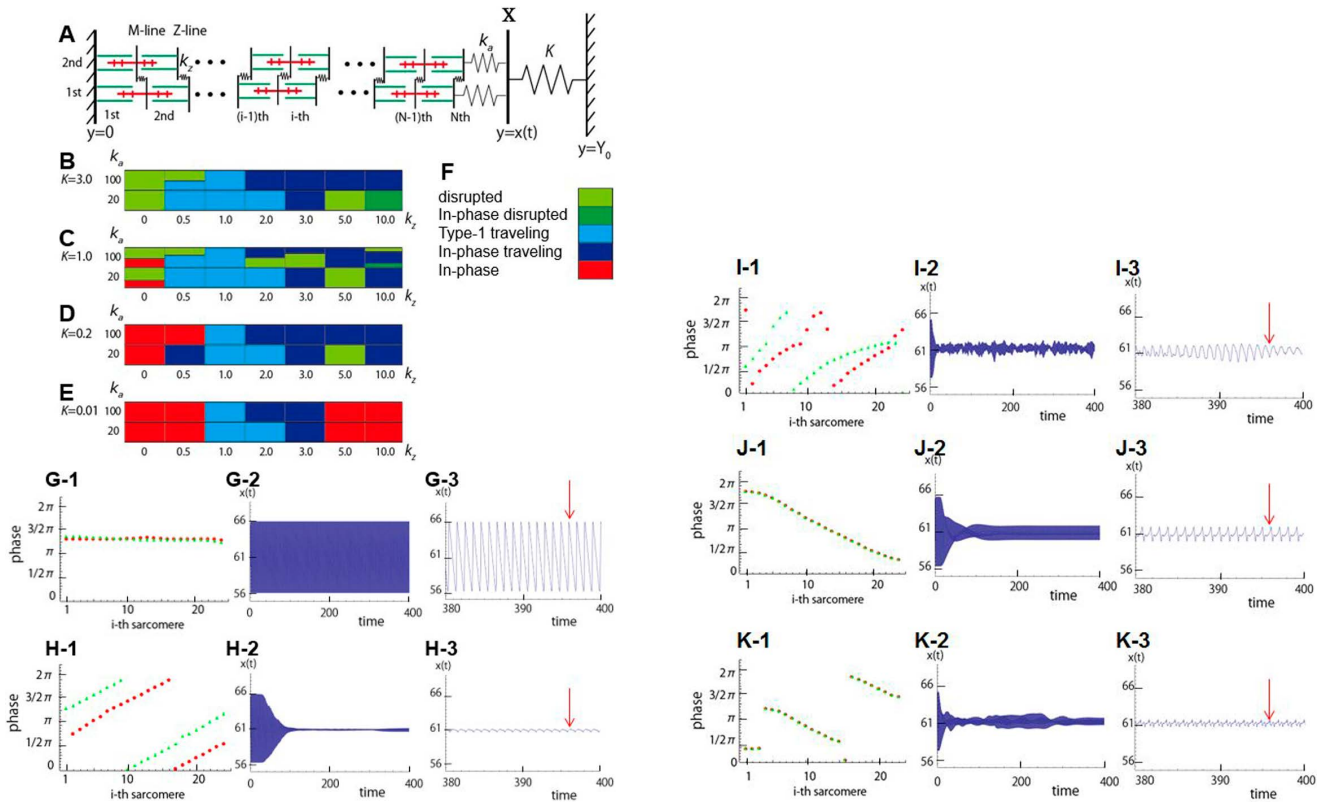 A
M-line Z-line
X
2nd
k_z
k_a
K
1st
1st 2nd (i-1)th i-th (N-1)th Nth
y=0
y=x(t)
y=Y₀
B
k_a
K=3.0 100
20
0 0.5 1.0 2.0 3.0 5.0 10.0 k_z
C
k_a
K=1.0 100
20
0 0.5 1.0 2.0 3.0 5.0 10.0 k_z
D
k_a
K=0.2 100
20
0 0.5 1.0 2.0 3.0 5.0 10.0 k_z
E
k_a
K=0.01 100
20
0 0.5 1.0 2.0 3.0 5.0 10.0 k_z
F
disrupted
In-phase disrupted
Type-1 traveling
In-phase traveling
In-phase
G-1
2π
3/2π
π
1/2π
0
phase
1 10 20
i-th sarcomere
G-2
x(t)
66
61
56
0 200 400
time
G-3
x(t)
66
61
56
380 390 400
time
H-1
2π
3/2π
π
1/2π
0
phase
1 10 20
i-th sarcomere
H-2
x(t)
66
61
56
0 200 400
time
H-3
x(t)
66
61
56
380 390 400
time
I-1
2π
3/2π
π
1/2π
0
phase
1 10 20
i-th sarcomere
I-2
x(t)
66
61
56
0 200 400
time
I-3
x(t)
66
61
56
380 390 400
time
J-1
2π
3/2π
π
1/2π
0
phase
1 10 20
i-th sarcomere
J-2
x(t)
66
61
56
0 200 400
time
J-3
x(t)
66
61
56
380 390 400
time
K-1
2π
3/2π
π
1/2π
0
phase
1 10 20
i-th sarcomere
K-2
x(t)
66
61
56
0 200 400
time
K-3
x(t)
66
61
56
380 390 400
time